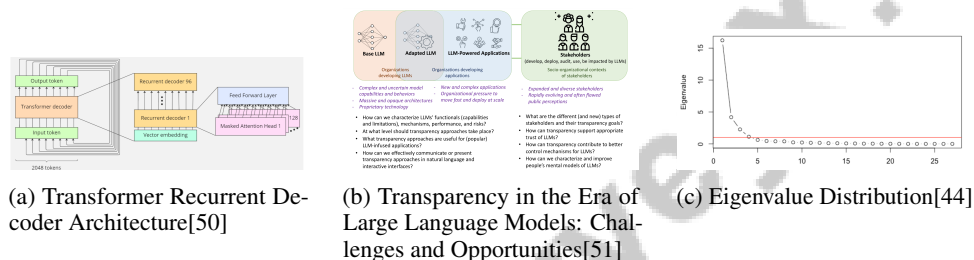 Output token
Transformer decoder
Input token
2048 tokens
Recurrent decoder 96
Recurrent decoder 1
Vector embedding
Feed Forward Layer
128
Masked Attention Head 1
(a) Transformer Recurrent De-
coder Architecture[50]
Base LLM
Adapted LLM
LLM-Powered Applications
Organizations
developing LLMs
Organizations developing
applications
Stakeholders
(develop, deploy, audit, use, be impacted by LLMs)
Socio-organizational contexts
of stakeholders
- Complex and uncertain model
capabilities and behaviors
- Massive and opaque architectures
- Proprietary technology
- New and complex applications
- Organizational pressure to
move fast and deploy at scale
- Expanded and diverse stakeholders
- Rapidly evolving and often flawed
public perceptions
• How can we characterize LLMs' functionals (capabilities
and limitations), mechanisms, performance, and risks?
• At what level should transparency approaches take place?
• What transparency approaches are useful for (popular)
LLM-infused applications?
• How can we effectively communicate or present
transparency approaches in natural language and
interactive interfaces?
• What are the different (and new) types of
stakeholders and their transparency goals?
• How can transparency support appropriate
trust of LLMs?
• How can transparency contribute to better
control mechanisms for LLMs?
• How can we characterize and improve
people's mental models of LLMs?
(b) Transparency in the Era of
Large Language Models: Chal-
lenges and Opportunities[51]
Eigenvalue
15
10
5
0
0 5 10 15 20 25
(c) Eigenvalue Distribution[44]